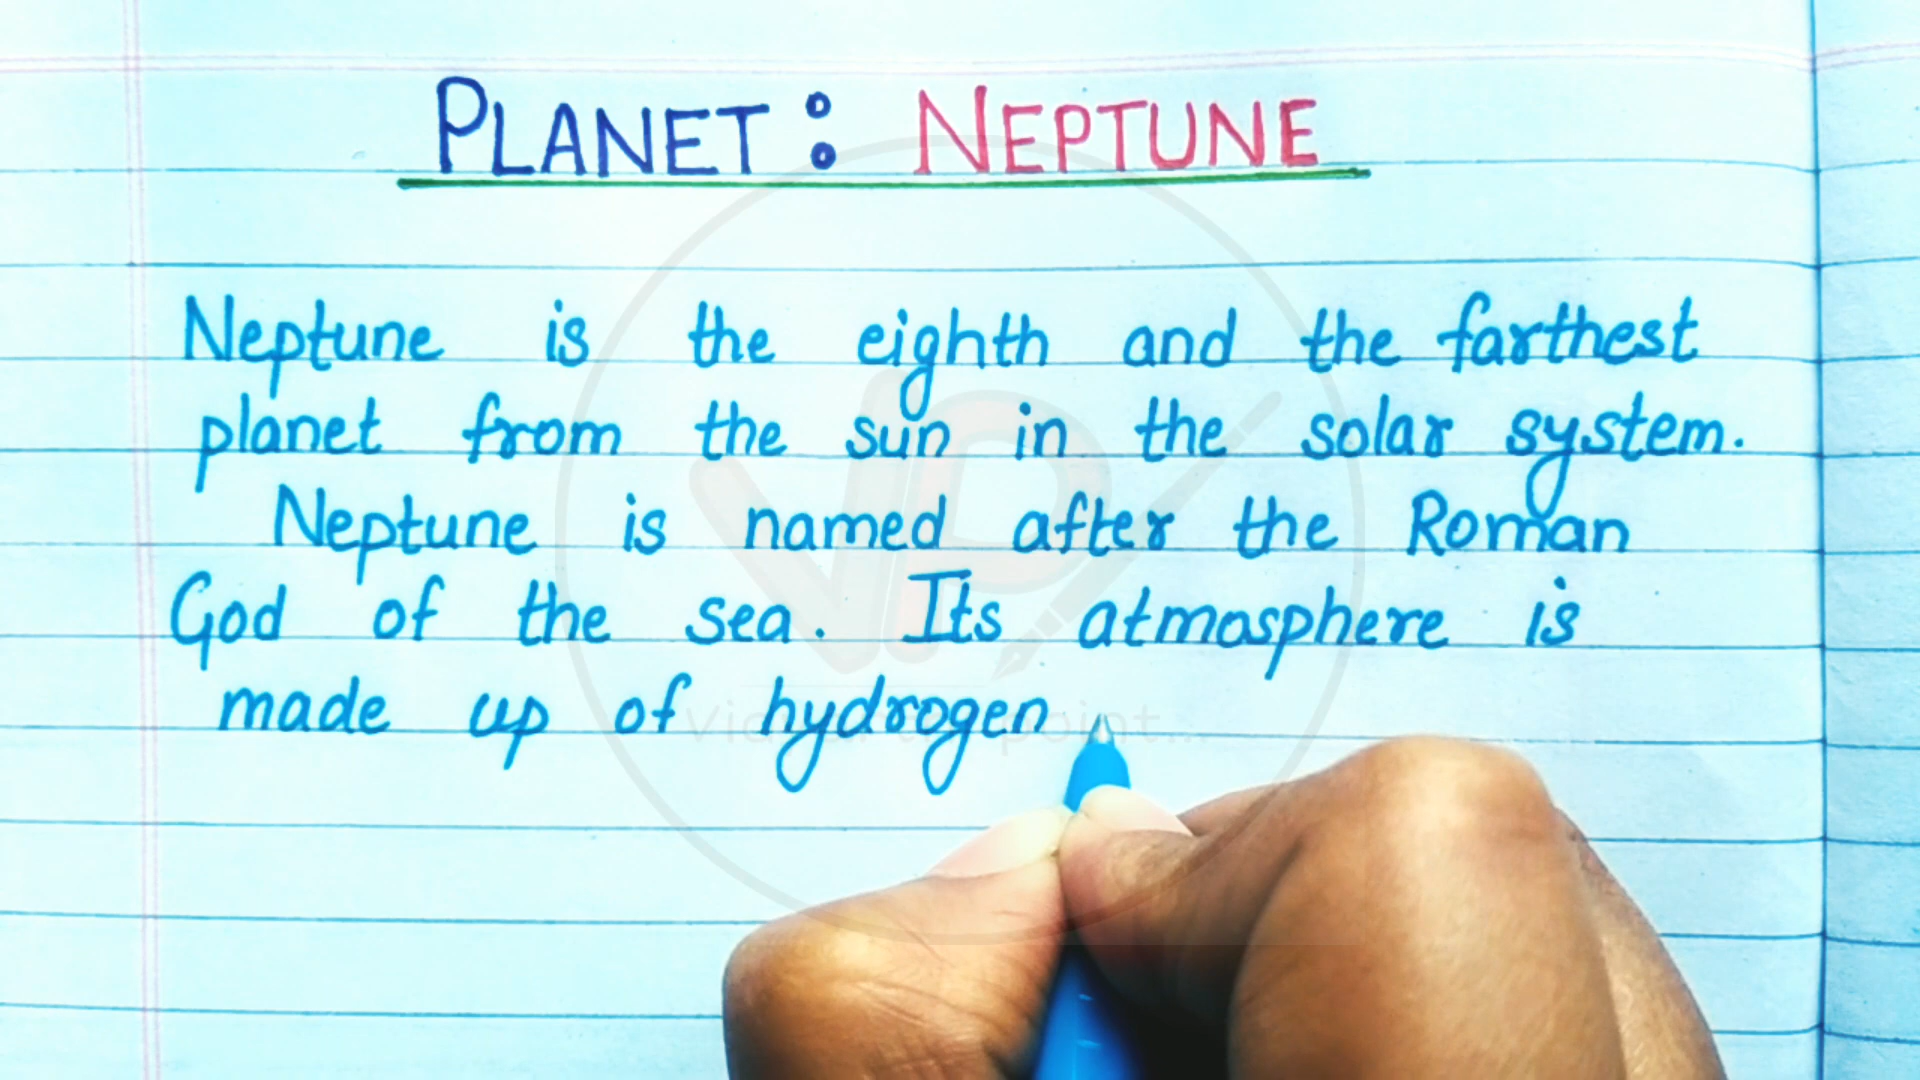 PLANET: NEPTUNE
Neptune is the eighth and the farthest
planet from the sun in the solar system.
Neptune is named after the Roman
God of the sea. Its atmosphere is
made up of hydrogen